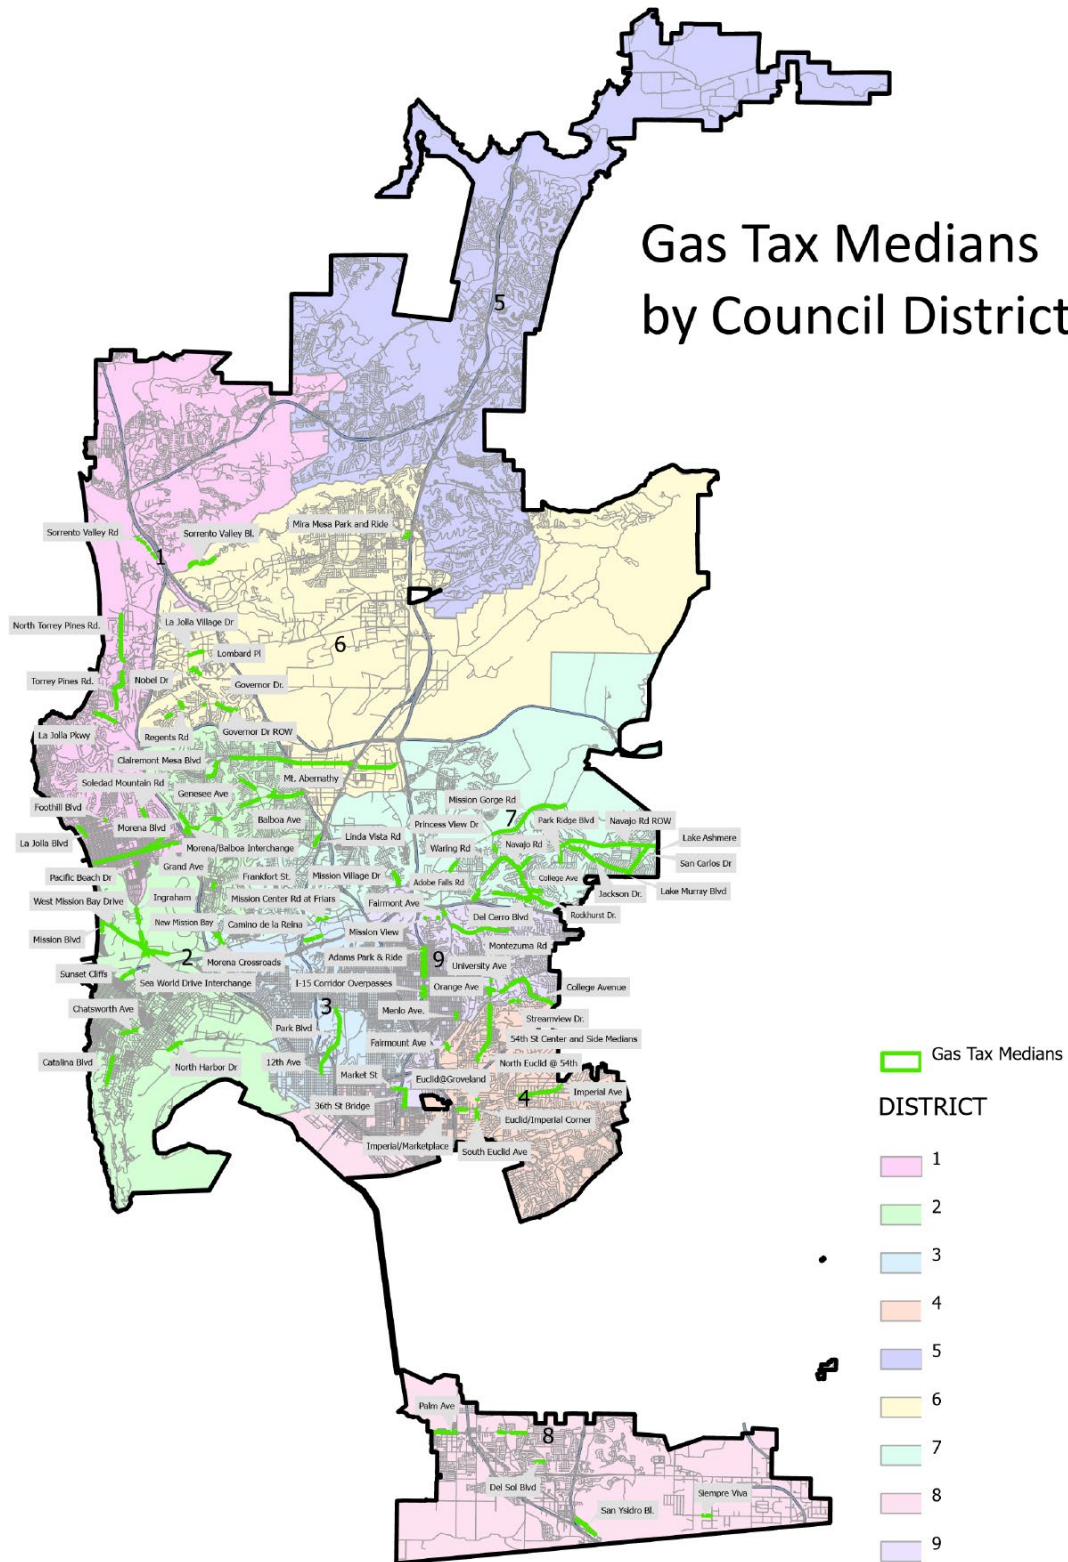 Gas Tax Medians
by Council District
5
Sorrento Valley Rd
Sorrento Valley Bl.
Mira Mesa Park and Ride
1
North Torrey Pines Rd.
La Jolla Village Dr
6
Lombard Pl
Torrey Pines Rd.
Nobel Dr
Governor Dr.
La Jolla Pkwy
Regents Rd
Governor Dr ROW
Clairemont Mesa Blvd
Soledad Mountain Rd
Genesee Ave
Mt. Abernathy
Foothill Blvd
Morena Blvd
Balboa Ave
Linda Vista Rd
Mission Gorge Rd
7
Princess View Dr
Park Ridge Blvd
Navajo Rd ROW
La Jolla Blvd
Morena/Balboa Interchange
Waring Rd
Navajo Rd
Lake Ashmere
San Carlos Dr
Pacific Beach Dr
Grand Ave
Frankfort St.
Mission Village Dr
Adobe Falls Rd
College Ave
Jackson Dr.
Lake Murray Blvd
West Mission Bay Drive
Ingraham
Mission Center Rd at Friars
Fairmont Ave
Rockhurst Dr.
Mission Blvd
New Mission Bay
Camino de la Reina
Mission View
Del Cerro Blvd
Montezuma Rd
2
Morena Crossroads
Adams Park & Ride
9
University Ave
Sunset Cliffs
Sea World Drive Interchange
I-15 Corridor Overpasses
Orange Ave
College Avenue
Chatsworth Ave
3
Menlo Ave.
Streamview Dr.
Park Blvd
Fairmount Ave
54th St Center and Side Medians
Catalina Blvd
North Harbor Dr
12th Ave
North Euclid @ 54th
Market St
Euclid@Groveland
36th St Bridge
4
Imperial Ave
Euclid/Imperial Corner
Imperial/Marketplace
South Euclid Ave
Gas Tax Medians
DISTRICT
1
2
3
4
5
6
7
8
9
Palm Ave
8
Del Sol Blvd
San Ysidro Bl.
Siempre Viva